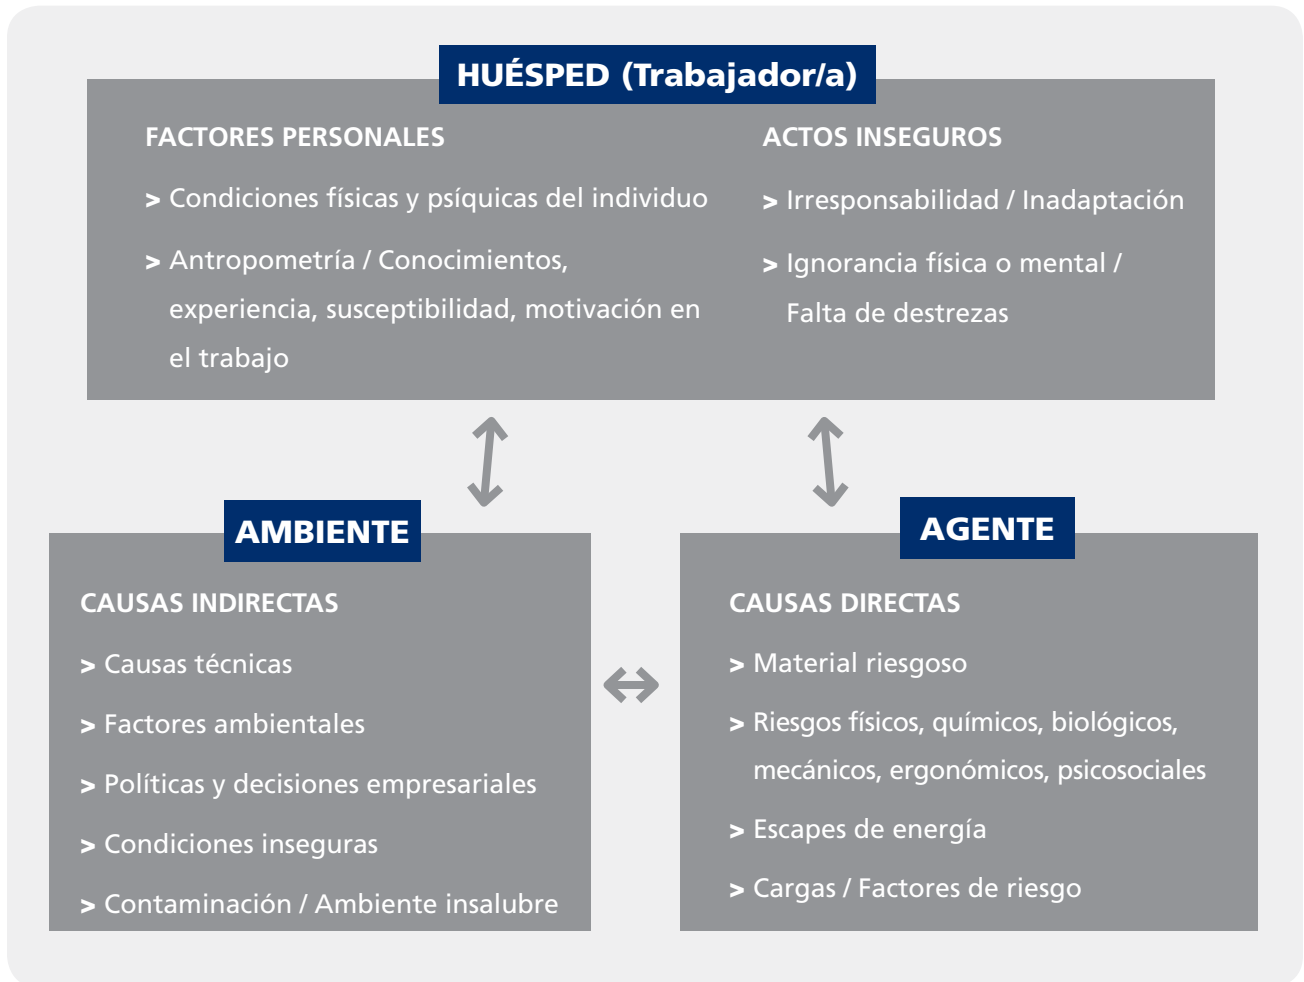 HUÉSPED (Trabajador/a)
FACTORES PERSONALES
> Condiciones físicas y psíquicas del individuo
> Antropometría / Conocimientos,
experiencia, susceptibilidad, motivación en
el trabajo
ACTOS INSEGUROS
> Irresponsabilidad / Inadaptación
> Ignorancia física o mental /
Falta de destrezas
AMBIENTE
CAUSAS INDIRECTAS
> Causas técnicas
> Factores ambientales
> Políticas y decisiones empresariales
> Condiciones inseguras
> Contaminación / Ambiente insalubre
AGENTE
CAUSAS DIRECTAS
> Material riesgoso
> Riesgos físicos, químicos, biológicos,
mecánicos, ergonómicos, psicosociales
> Escapes de energía
> Cargas / Factores de riesgo